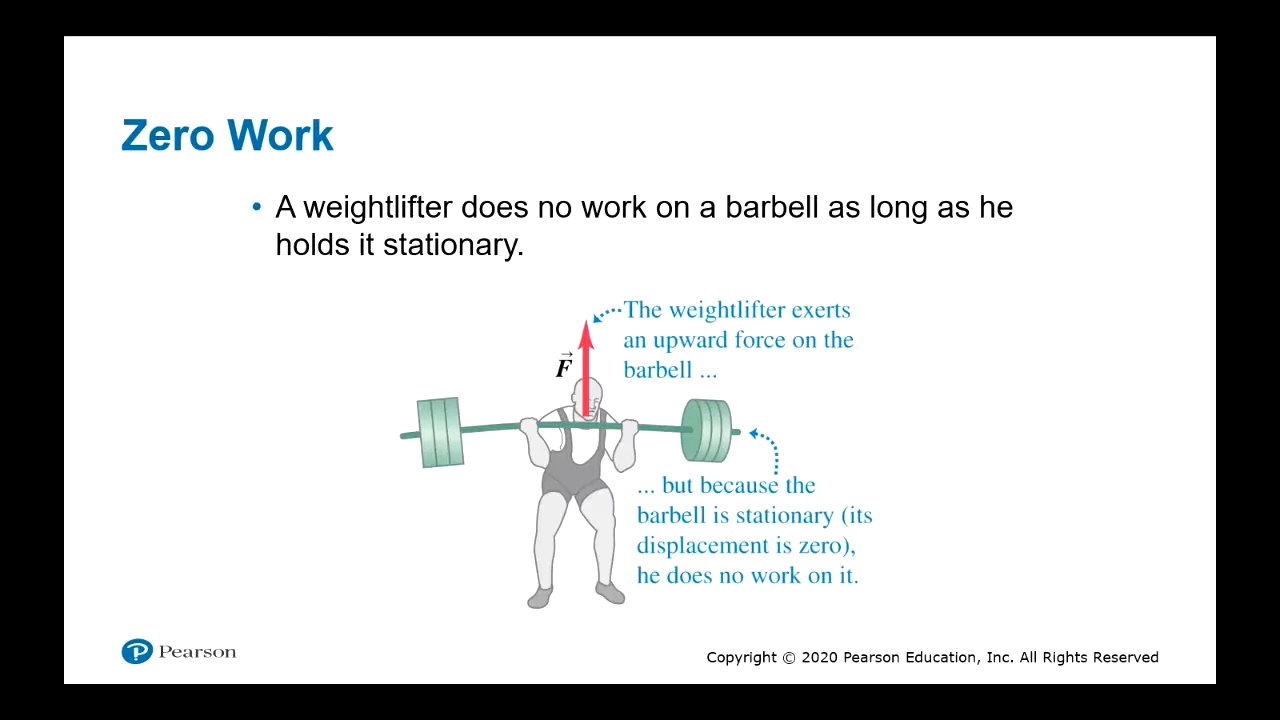 Zero Work
• A weightlifter does no work on a barbell as long as he
holds it stationary.
The weightlifter exerts
an upward force on the
barbell ...
F⃗
... but because the
barbell is stationary (its
displacement is zero),
he does no work on it.
P Pearson
Copyright © 2020 Pearson Education, Inc. All Rights Reserved